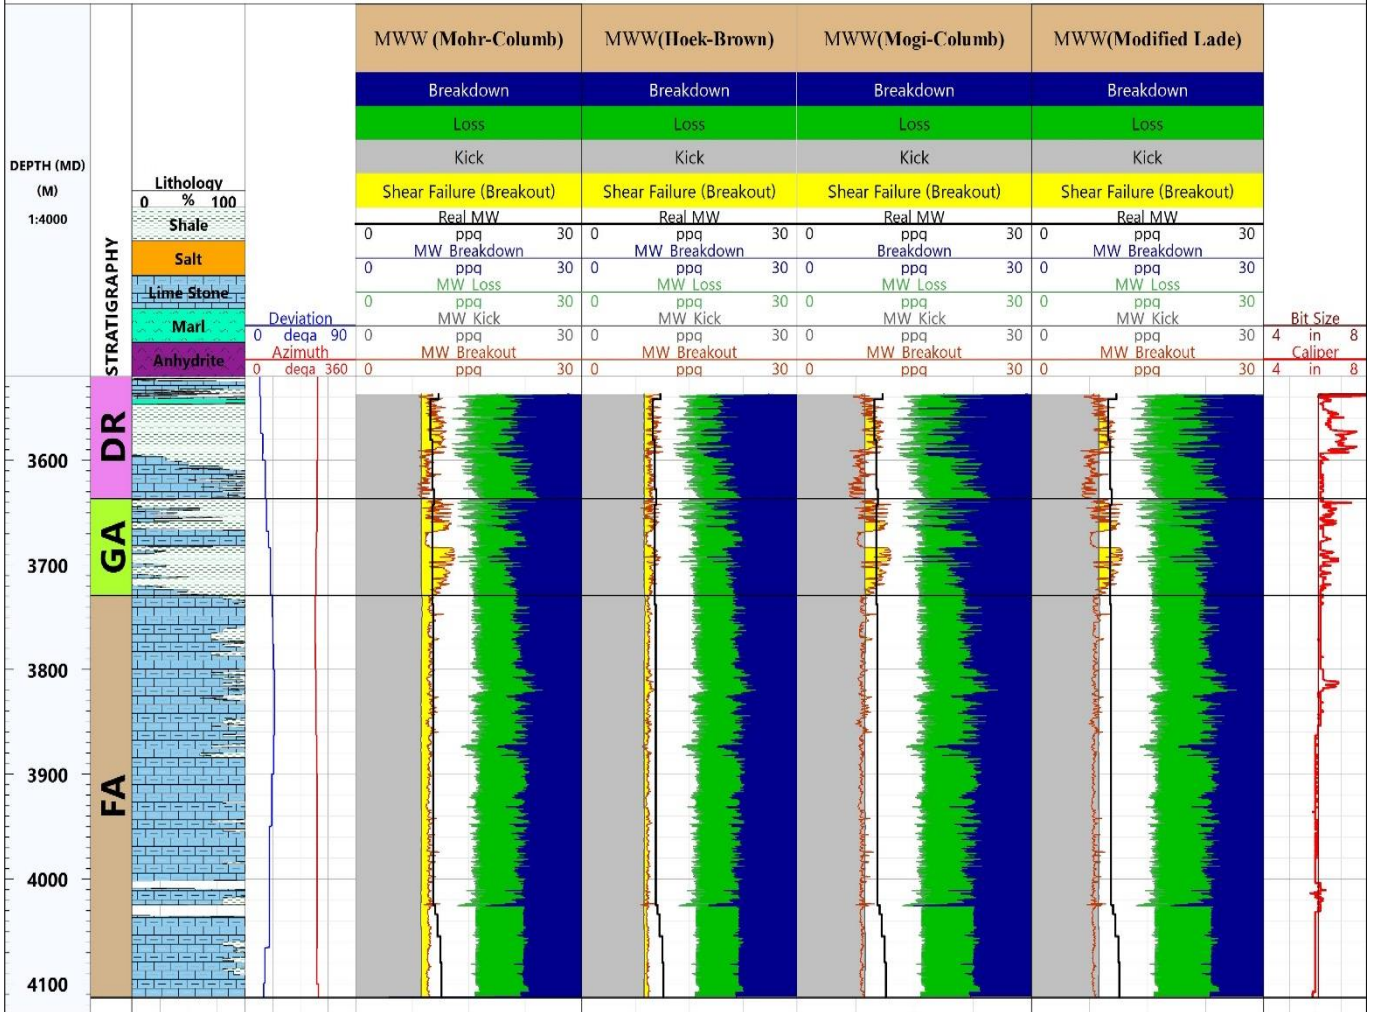 MWW (Mohr-Columb)
MWW(Hoek-Brown)
MWW(Mogi-Columb)
MWW(Modified Lade)
Breakdown
Breakdown
Breakdown
Breakdown
Loss
Loss
Loss
Loss
DEPTH (MD)
(M)
1:4000
STRATIGRAPHY
Lithology
0 % 100
Shale
Salt
Lime Stone
Marl
Anhydrite
Deviation
0 dega 90
Azimuth
0 dega 360
Kick
Kick
Kick
Kick
Shear Failure (Breakout)
Shear Failure (Breakout)
Shear Failure (Breakout)
Shear Failure (Breakout)
Real MW
0 ppq 30
MW Breakdown
0 ppq 30
MW Loss
0 ppq 30
MW Kick
0 ppq 30
MW Breakout
0 ppq 30
Real MW
0 ppq 30
MW Breakdown
0 ppq 30
MW Loss
0 ppq 30
MW Kick
0 ppq 30
MW Breakout
0 ppq 30
Real MW
0 ppq 30
Breakdown
0 ppq 30
MW Loss
0 ppq 30
MW Kick
0 ppq 30
MW Breakout
0 ppq 30
Real MW
0 ppq 30
MW Breakdown
0 ppq 30
MW Loss
0 ppq 30
MW Kick
0 ppq 30
MW Breakout
0 ppq 30
Bit Size
4 in 8
Caliper
4 in 8
DR
GA
FA
3600
3700
3800
3900
4000
4100